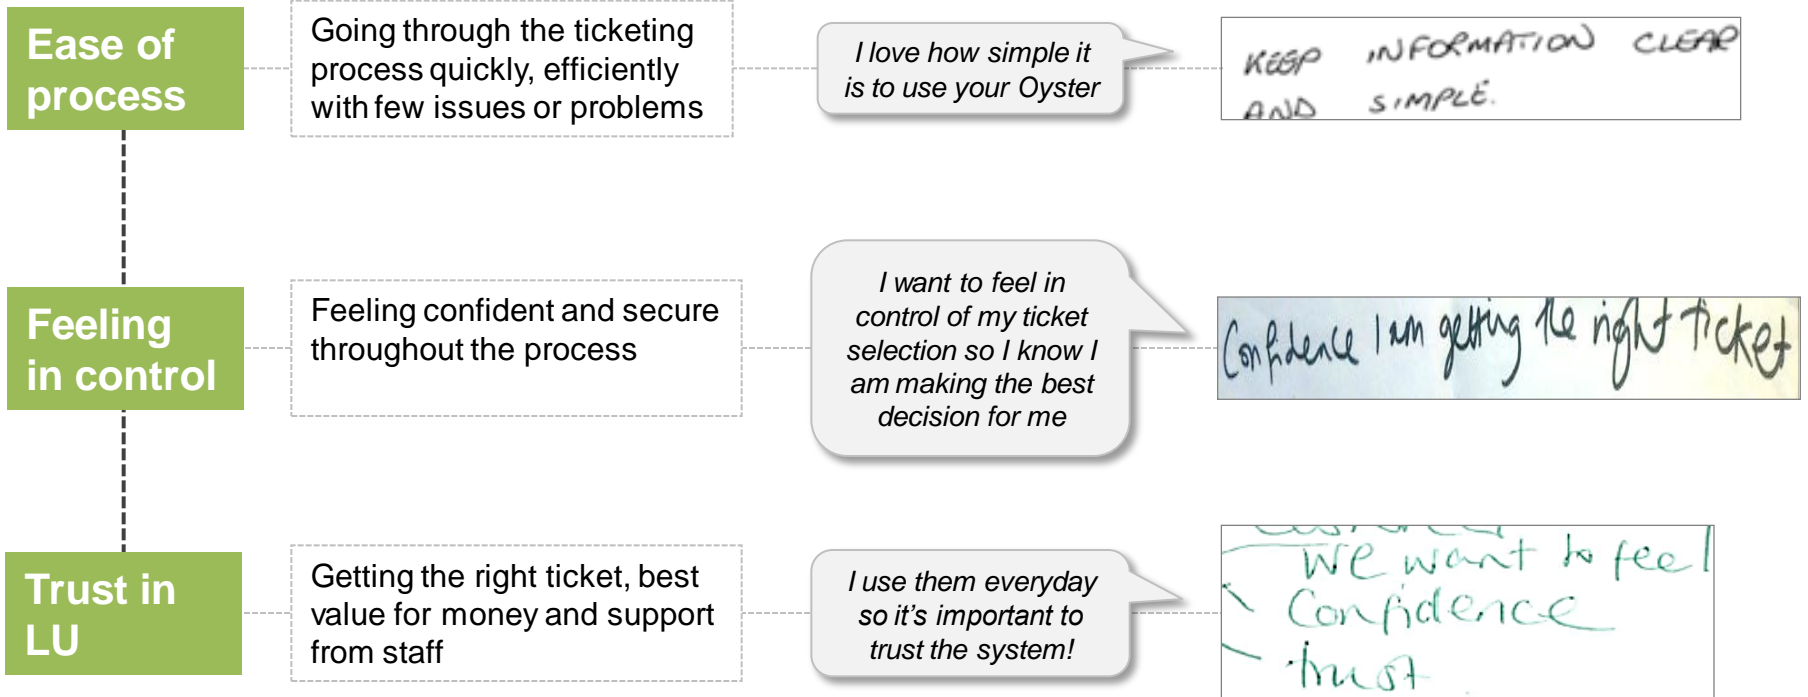 Ease of
process
Going through the ticketing
process quickly, efficiently
with few issues or problems
I love how simple it
is to use your Oyster
KEEP INFORMATION CLEAR
AND SIMPLE.
Feeling
in control
Feeling confident and secure
throughout the process
I want to feel in
control of my ticket
selection so I know I
am making the best
decision for me
Confidence I am getting the right ticket
Trust in
LU
Getting the right ticket, best
value for money and support
from staff
I use them everyday
so it's important to
trust the system!
We want to feel
Confidence
trust